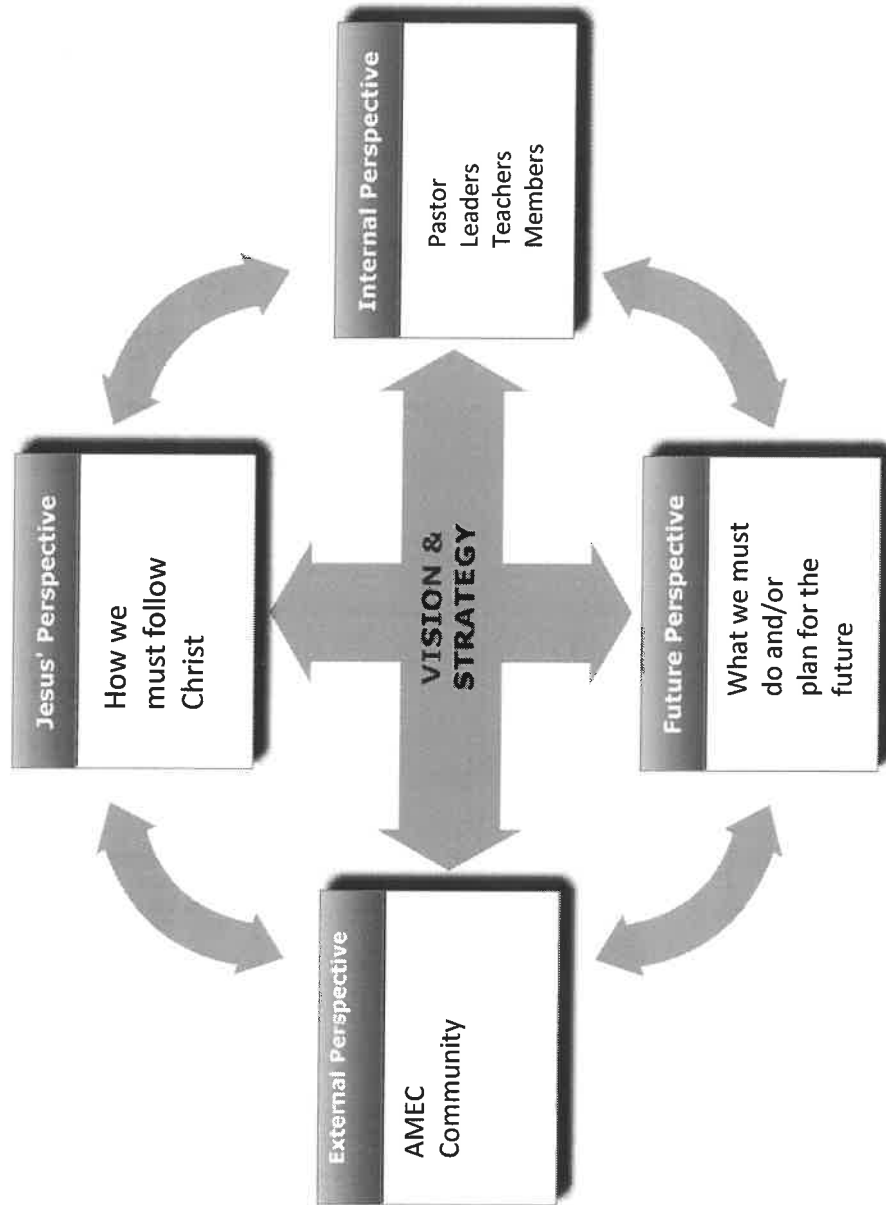 External Perspective
AMEC
Community
Future Perspective
What we must
do and/or
plan for the
future
VISION &
STRATEGY
Jesus' Perspective
How we
must follow
Christ
Internal Perspective
Pastor
Leaders
Teachers
Members